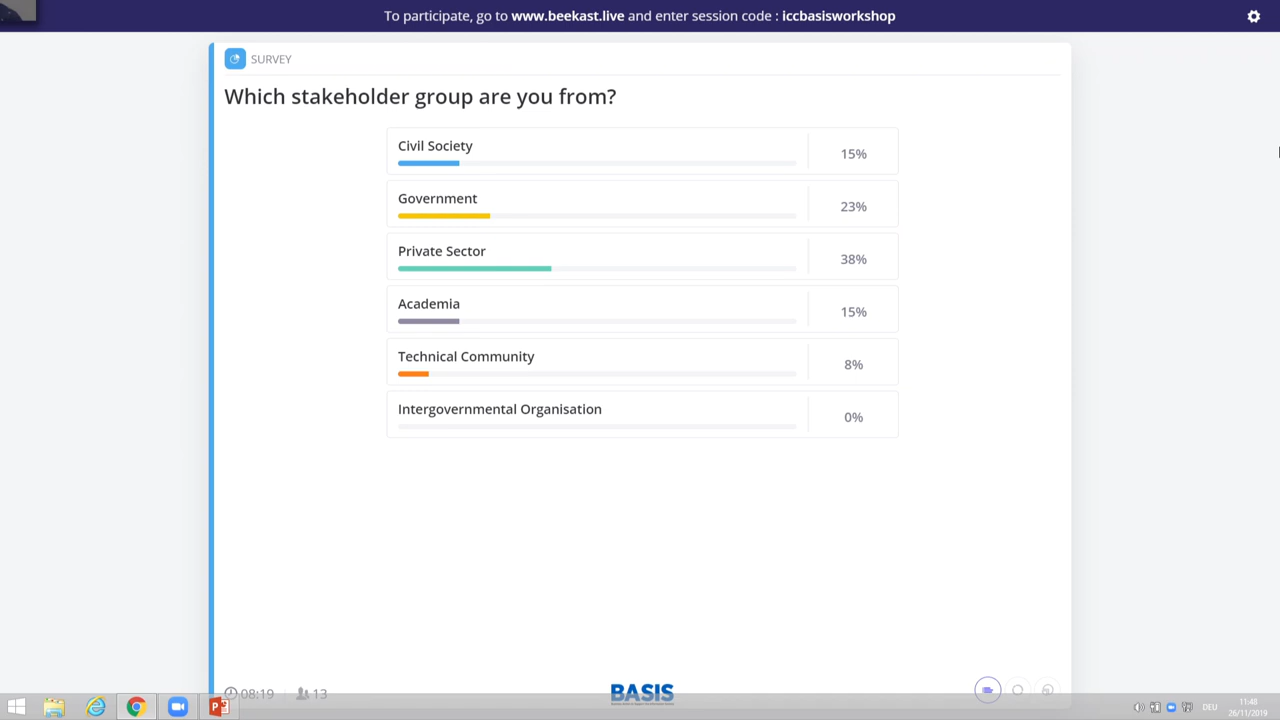 To participate, go to www.beekast.live and enter session code : iccbasisworkshop
SURVEY
Which stakeholder group are you from?
Civil Society
15%
Government
23%
Private Sector
38%
Academia
15%
Technical Community
8%
Intergovernmental Organisation
0%
08:19 13
BASIS
DEU
11:48
26/11/2019